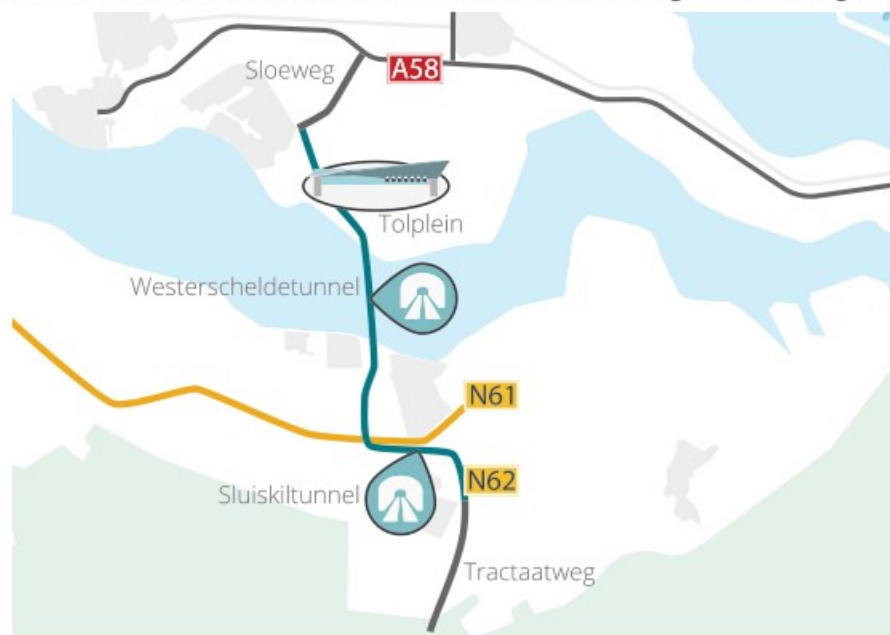 Sloeweg
A58
Tolplein
Westerscheldetunnel
N61
N62
Sluiskiltunnel
Tractaatweg